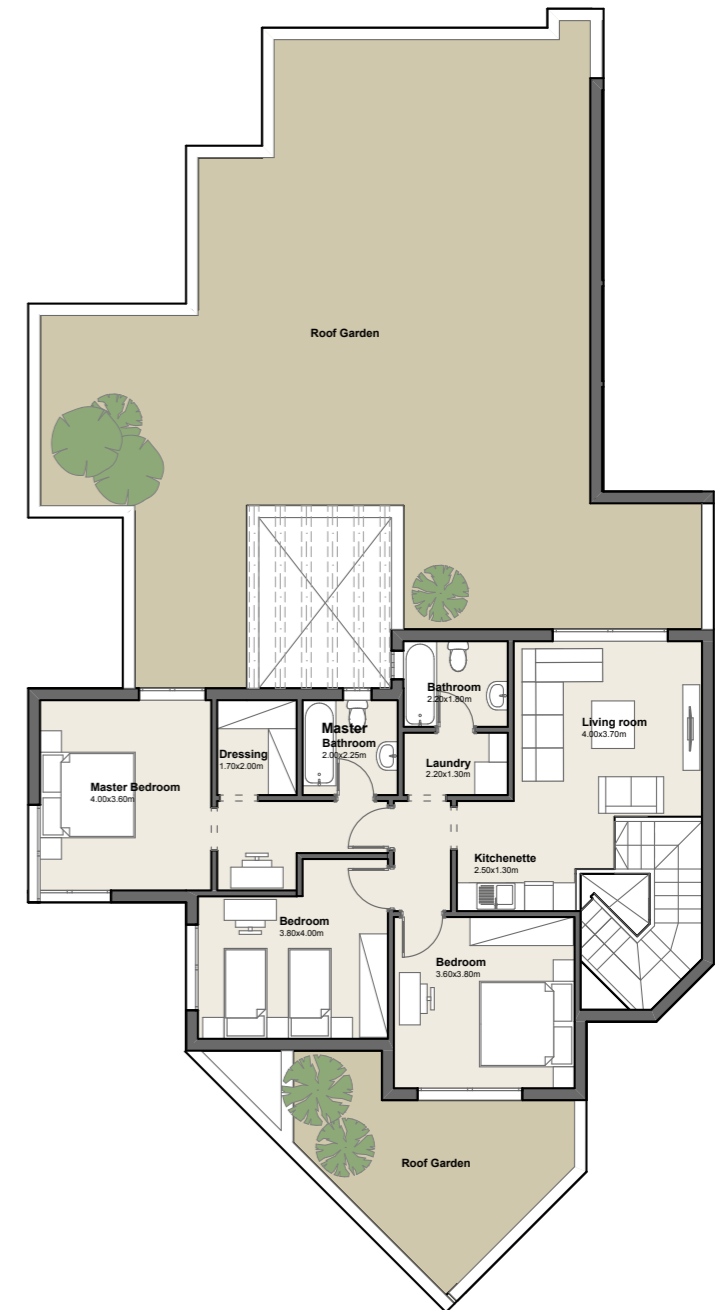 Roof Garden
Bathroom
2.20x1.80m
Living room
4.00x3.70m
Master
Bathroom
2.00x2.25m
Dressing
1.70x2.00m
Laundry
2.20x1.30m
Master Bedroom
4.00x3.60m
Kitchenette
2.50x1.30m
Bedroom
3.80x4.00m
Bedroom
3.60x3.80m
Roof Garden